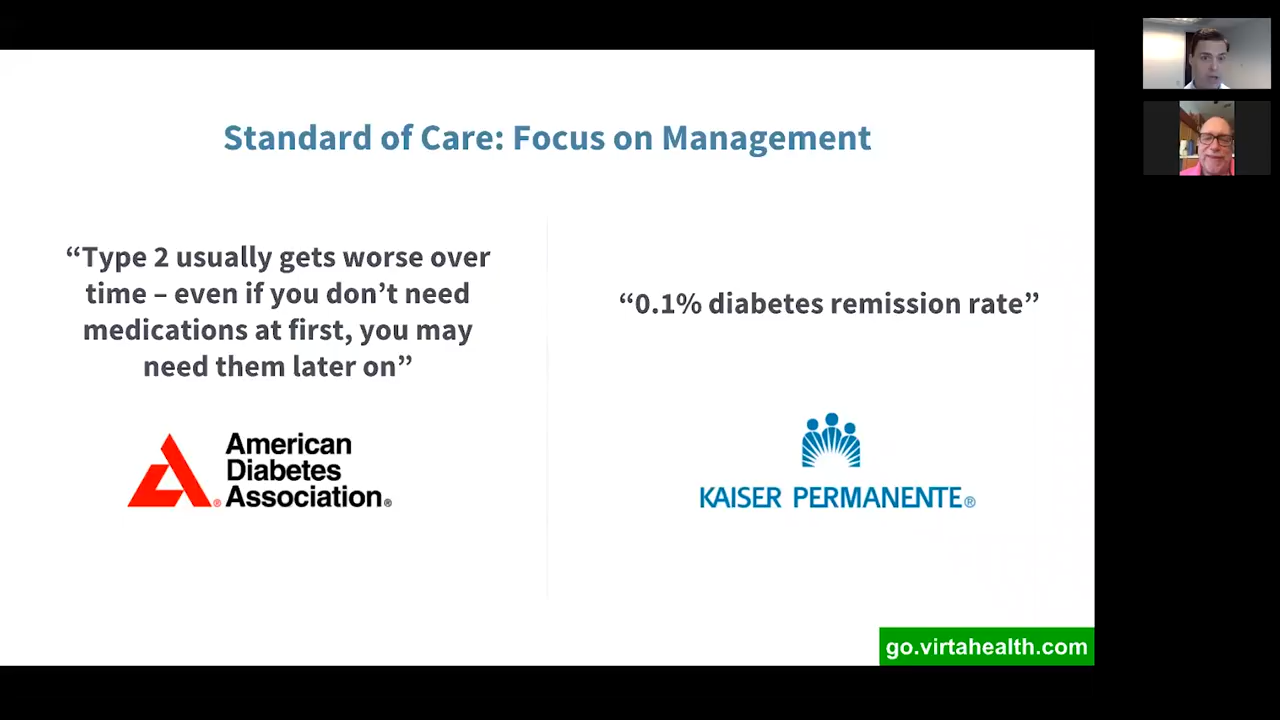 Standard of Care: Focus on Management
“Type 2 usually gets worse over
time – even if you don’t need
medications at first, you may
need them later on”
American
Diabetes
Association®
“0.1% diabetes remission rate”
KAISER PERMANENTE®
go.virtahealth.com